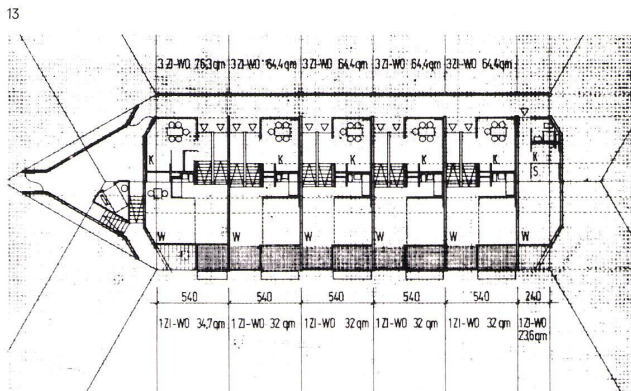 13
3 ZI-WO 76,3 qm 3 ZI-WO 64,4 qm 3 ZI-WO 64,4 qm 3 ZI-WO 64,4 qm 3 ZI-WO 64,4 qm
K K K K K K
S
W W W W W W
540 540 540 540 540 240
1 ZI-WO 34,7 qm 1 ZI-WO 32 qm 1 ZI-WO 32 qm 1 ZI-WO 32 qm 1 ZI-WO 32 qm 1 ZI-WO
23,6 qm